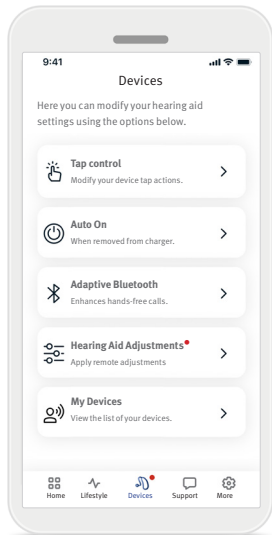 9:41
Devices
Here you can modify your hearing aid
settings using the options below.
Tap control
Modify your device tap actions.
Auto On
When removed from charger.
Adaptive Bluetooth
Enhances hands-free calls.
Hearing Aid Adjustments
Apply remote adjustments
My Devices
View the list of your devices.
Home Lifestyle Devices Support More